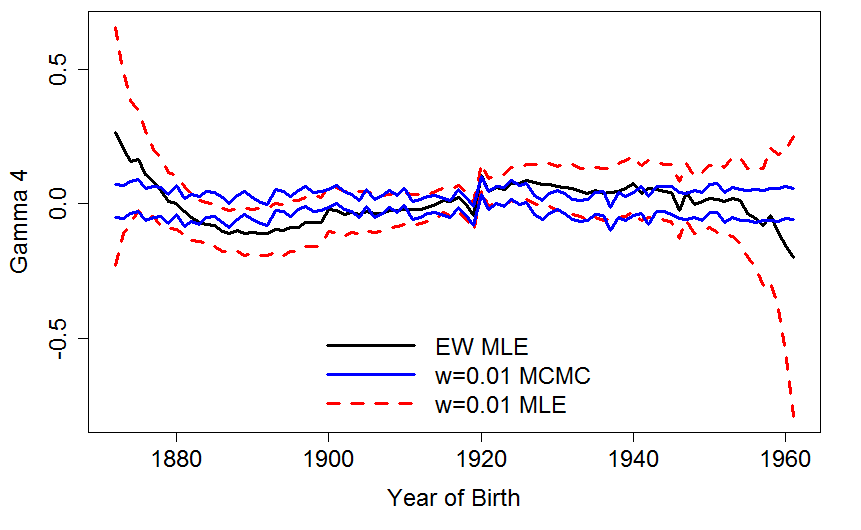 0.5
0.0
-0.5
Gamma 4
EW MLE
w=0.01 MCMC
w=0.01 MLE
1880 1900 1920 1940 1960
Year of Birth